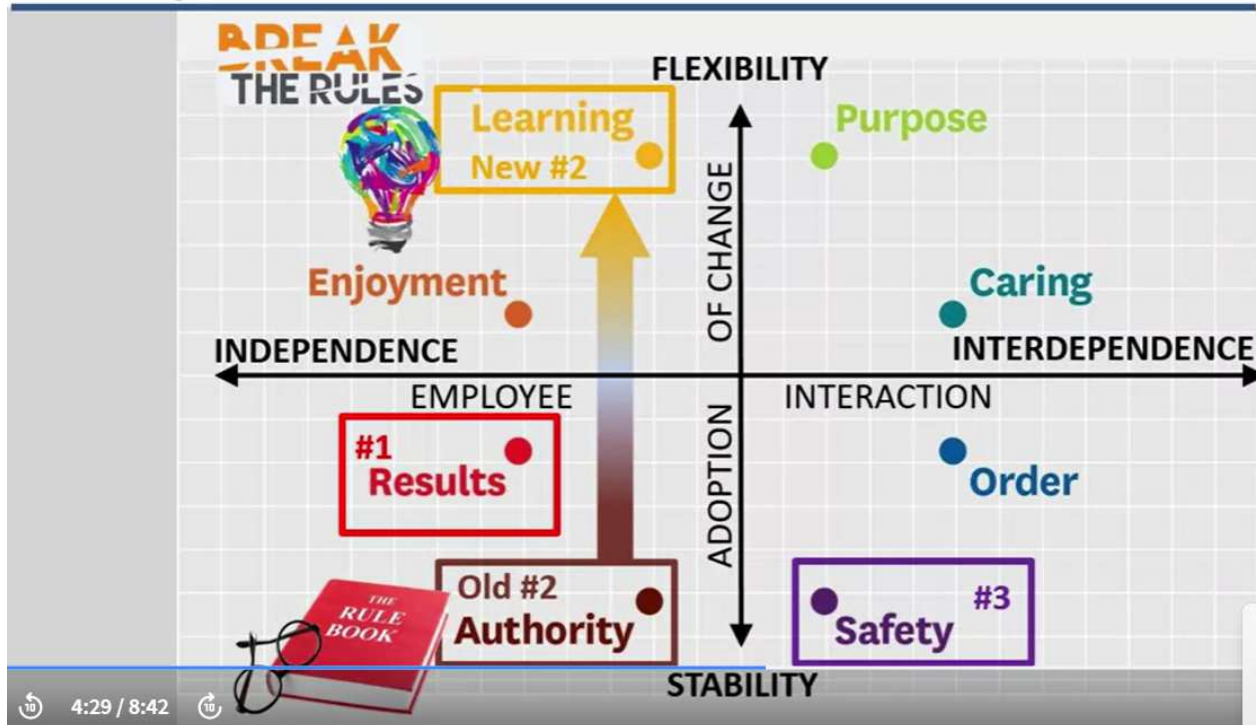 BREAK
THE RULES
FLEXIBILITY
Learning
New #2
Purpose
OF CHANGE
Enjoyment
Caring
INDEPENDENCE
INTERDEPENDENCE
EMPLOYEE
INTERACTION
ADOPTION
#1
Results
Order
Old #2
Authority
#3
Safety
THE
RULE
BOOK
STABILITY
10 4:29 / 8:42 10